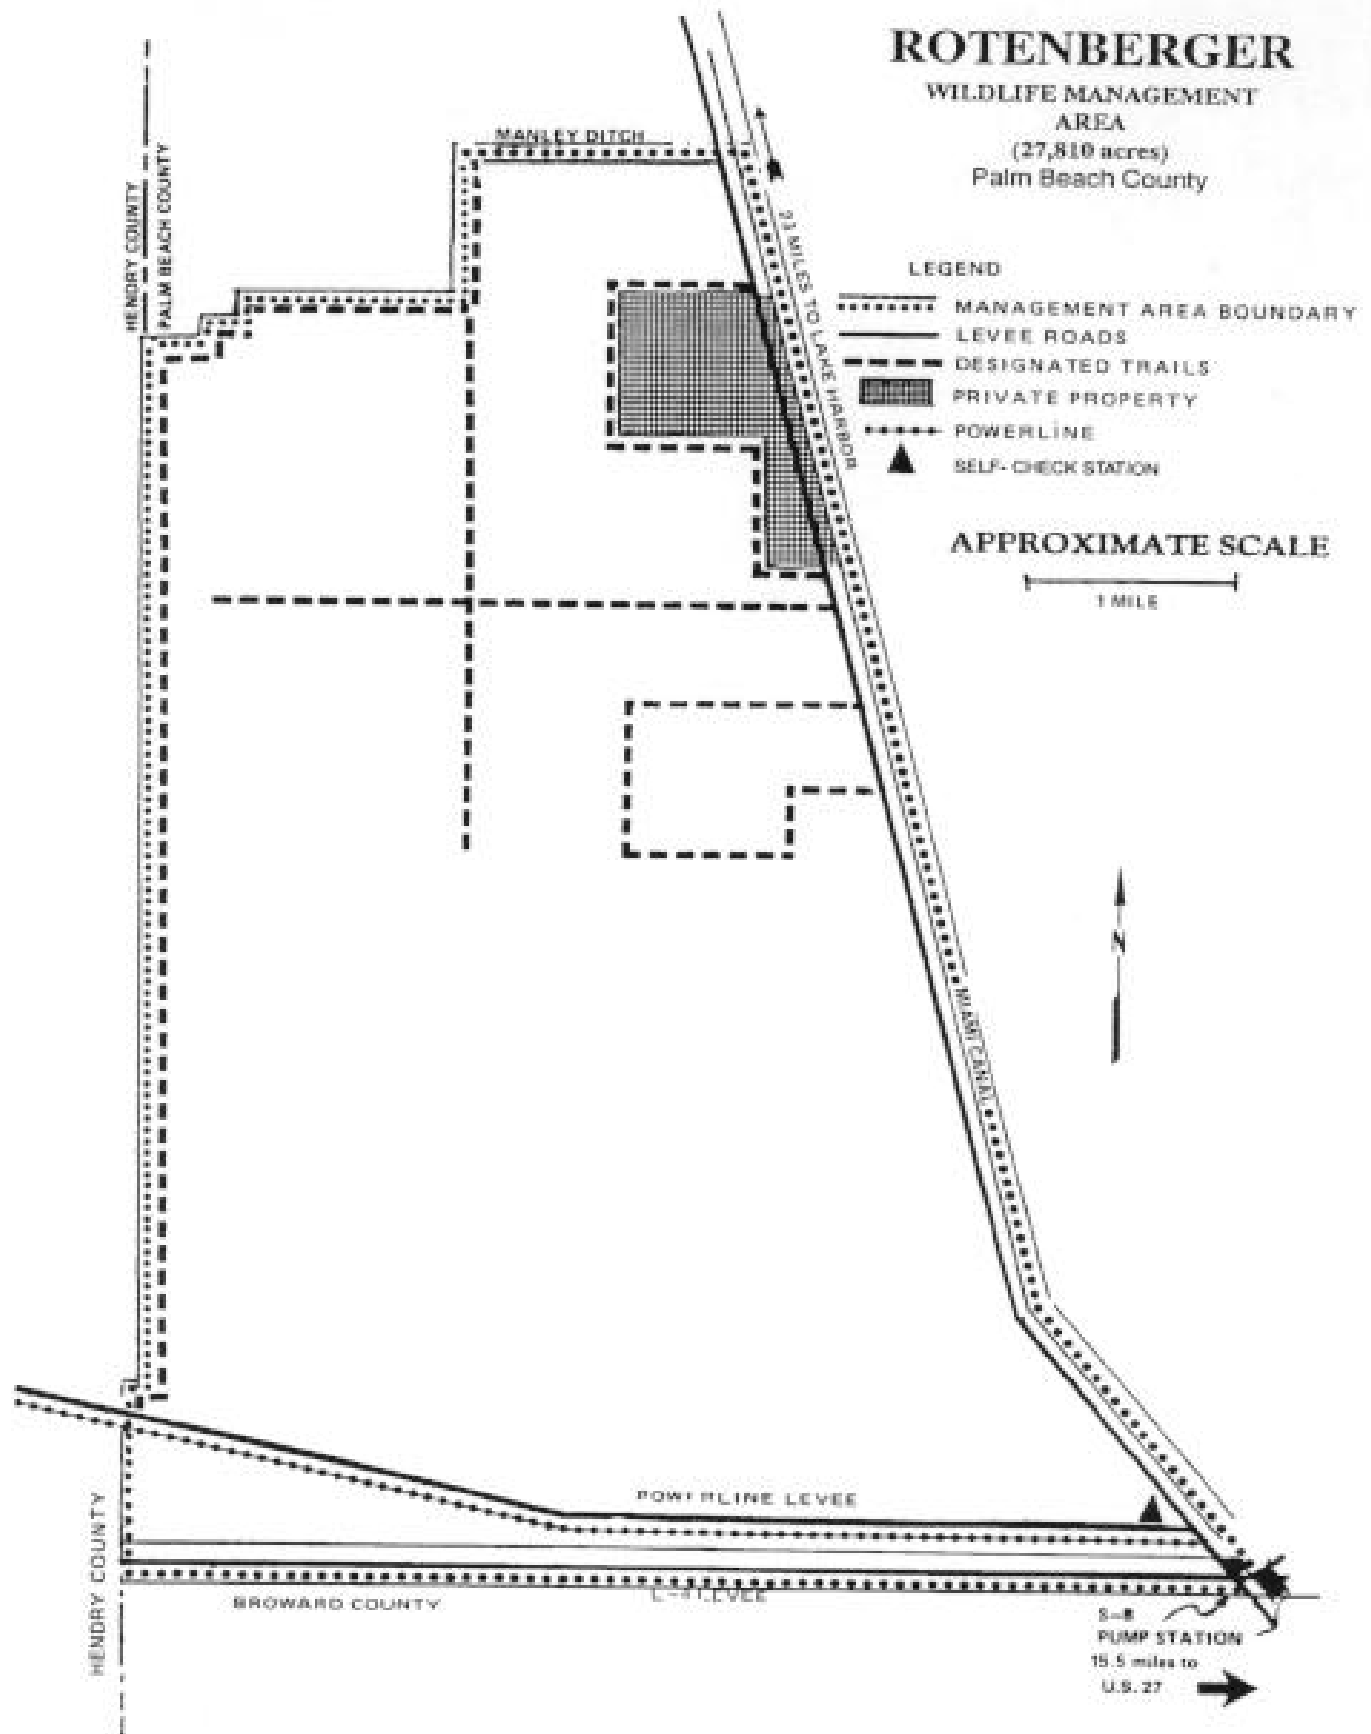 ROTENBERGER
WILDLIFE MANAGEMENT
AREA
(27,810 acres)
Palm Beach County
MANLEY DITCH
HENDRY COUNTY
PALM BEACH COUNTY
23 MILES TO LAKE HARBOR
LEGEND
MANAGEMENT AREA BOUNDARY
LEVEE ROADS
DESIGNATED TRAILS
PRIVATE PROPERTY
POWERLINE
SELF-CHECK STATION
APPROXIMATE SCALE
1 MILE
N
MIAMI CANAL
POWERLINE LEVEE
HENDRY COUNTY
BROWARD COUNTY
LEVEE
S-8
PUMP STATION
15.5 miles to
U.S. 27